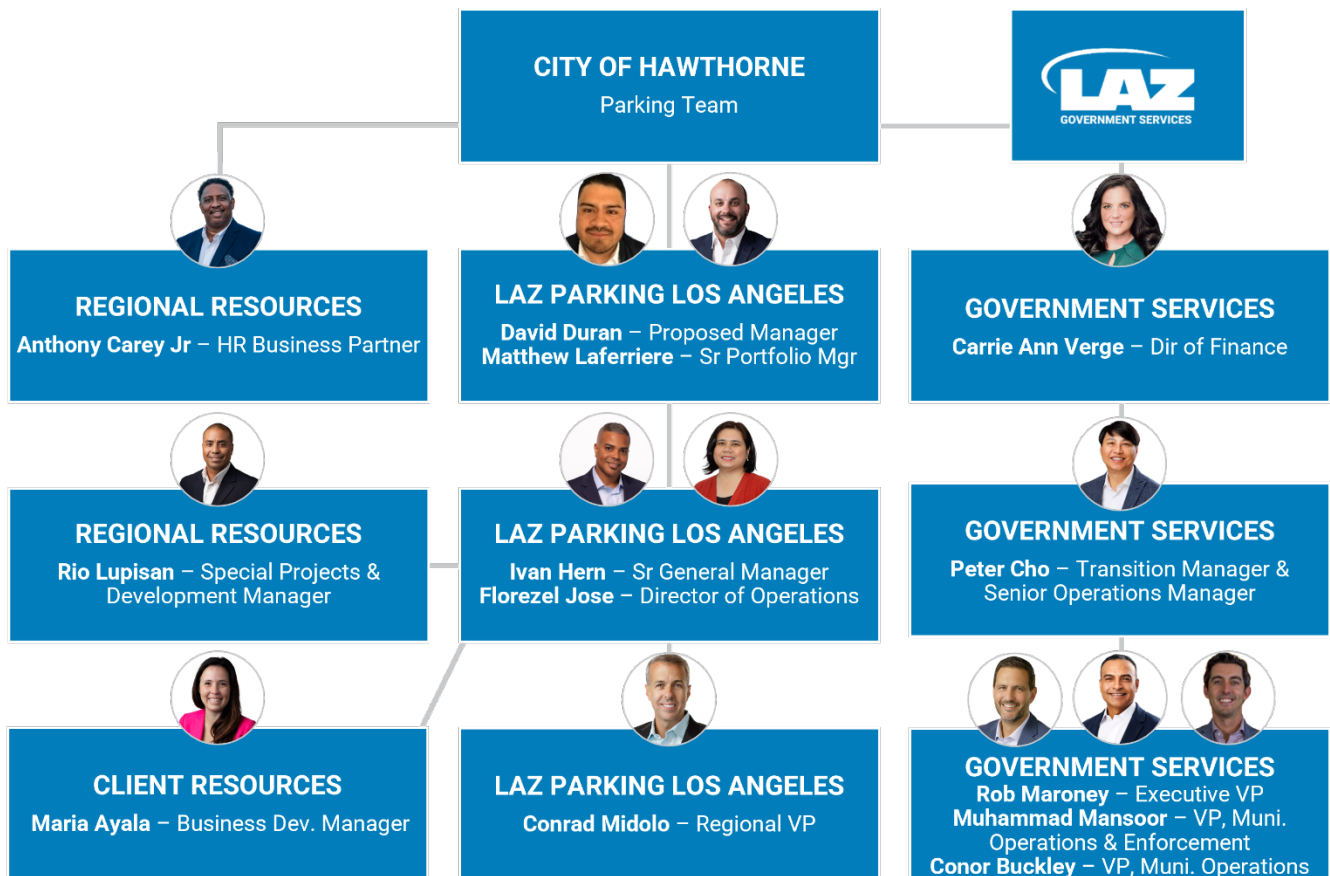 CITY OF HAWTHORNE
Parking Team
LAZ
GOVERNMENT SERVICES
REGIONAL RESOURCES
Anthony Carey Jr – HR Business Partner
LAZ PARKING LOS ANGELES
David Duran – Proposed Manager
Matthew Laferriere – Sr Portfolio Mgr
GOVERNMENT SERVICES
Carrie Ann Verge – Dir of Finance
REGIONAL RESOURCES
Rio Lupisan – Special Projects &
Development Manager
LAZ PARKING LOS ANGELES
Ivan Hern – Sr General Manager
Florezel Jose – Director of Operations
GOVERNMENT SERVICES
Peter Cho – Transition Manager &
Senior Operations Manager
CLIENT RESOURCES
Maria Ayala – Business Dev. Manager
LAZ PARKING LOS ANGELES
Conrad Midolo – Regional VP
GOVERNMENT SERVICES
Rob Maroney – Executive VP
Muhammad Mansoor – VP, Muni.
Operations & Enforcement
Conor Buckley – VP, Muni. Operations